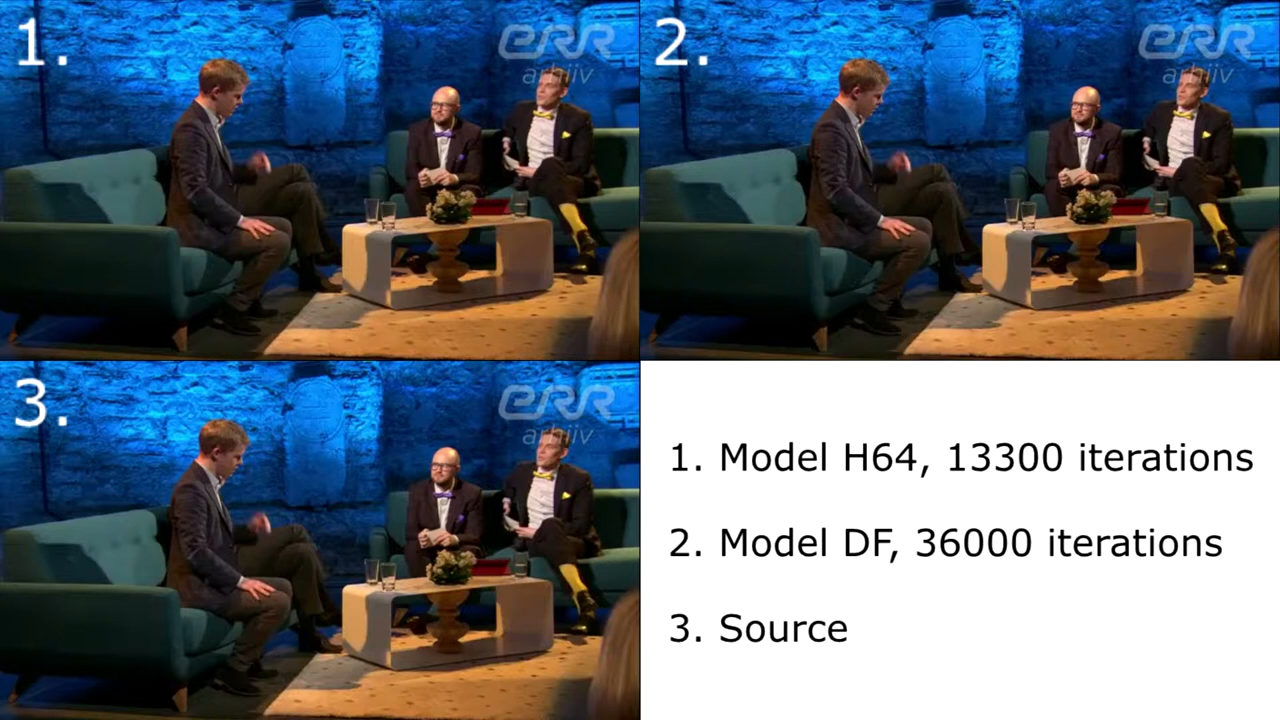 1.
err
arhiiv
2.
err
arhiiv
3.
err
arhiiv
1. Model H64, 13300 iterations
2. Model DF, 36000 iterations
3. Source